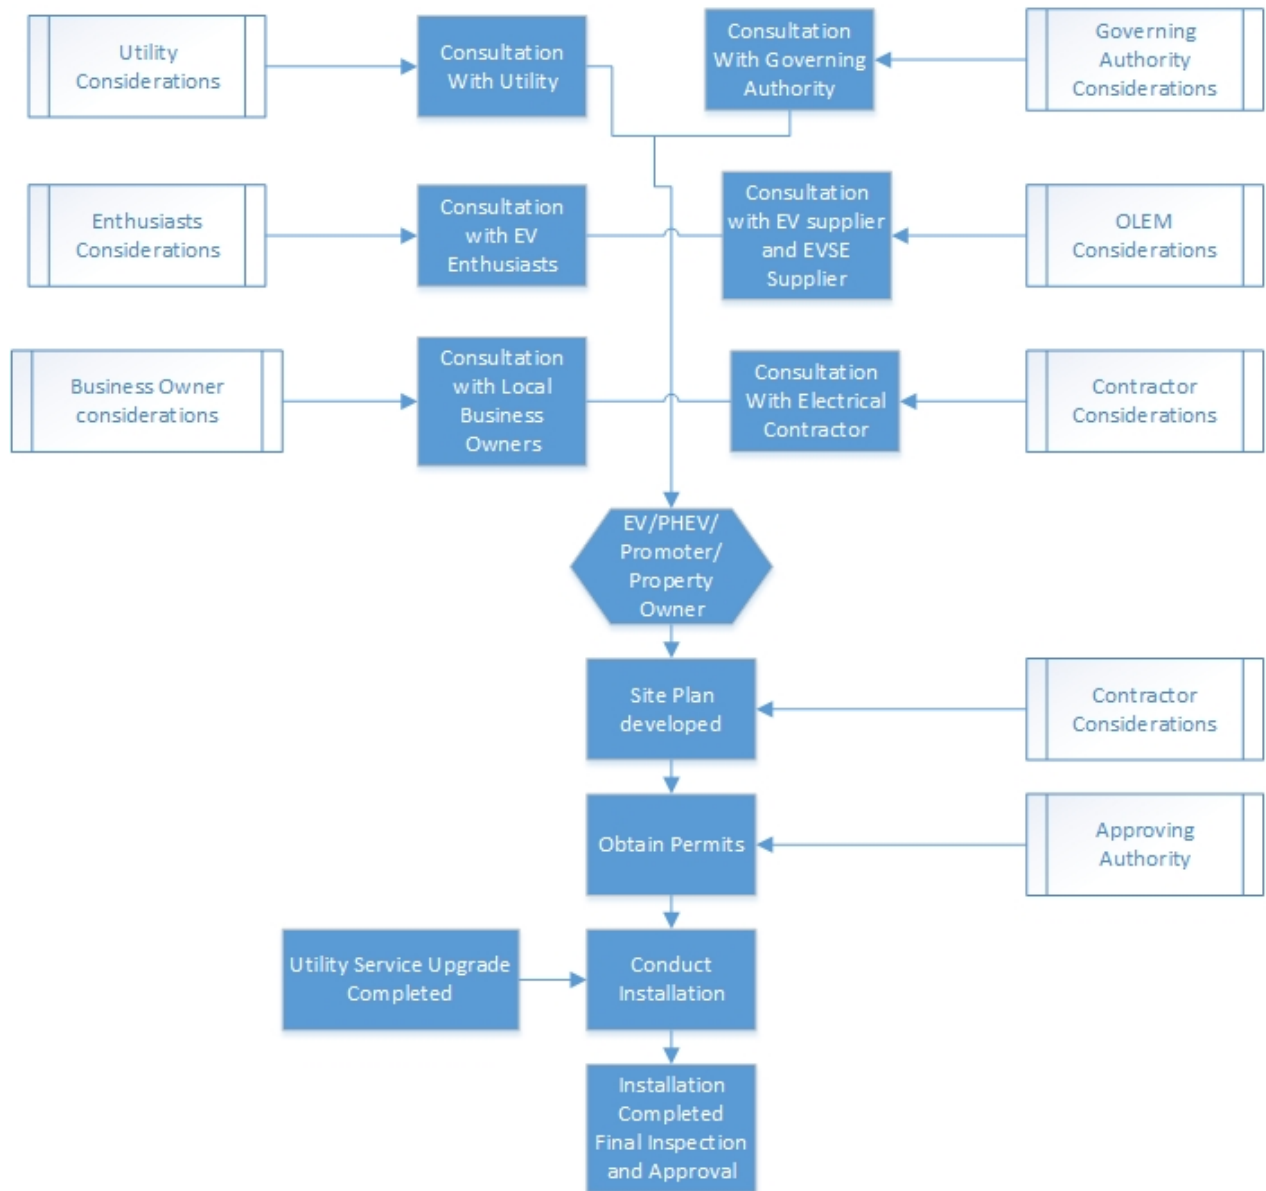 Utility
Considerations
Consultation
With Utility
Consultation
With Governing
Authority
Governing
Authority
Considerations
Enthusiasts
Considerations
Consultation
with EV
Enthusiasts
Consultation
with EV supplier
and EVSE
Supplier
OLEM
Considerations
Business Owner
considerations
Consultation
with Local
Business
Owners
Consultation
With Electrical
Contractor
Contractor
Considerations
EV/PHEV/
Promoter/
Property
Owner
Site Plan
developed
Contractor
Considerations
Obtain Permits
Approving
Authority
Utility Service Upgrade
Completed
Conduct
Installation
Installation
Completed
Final Inspection
and Approval